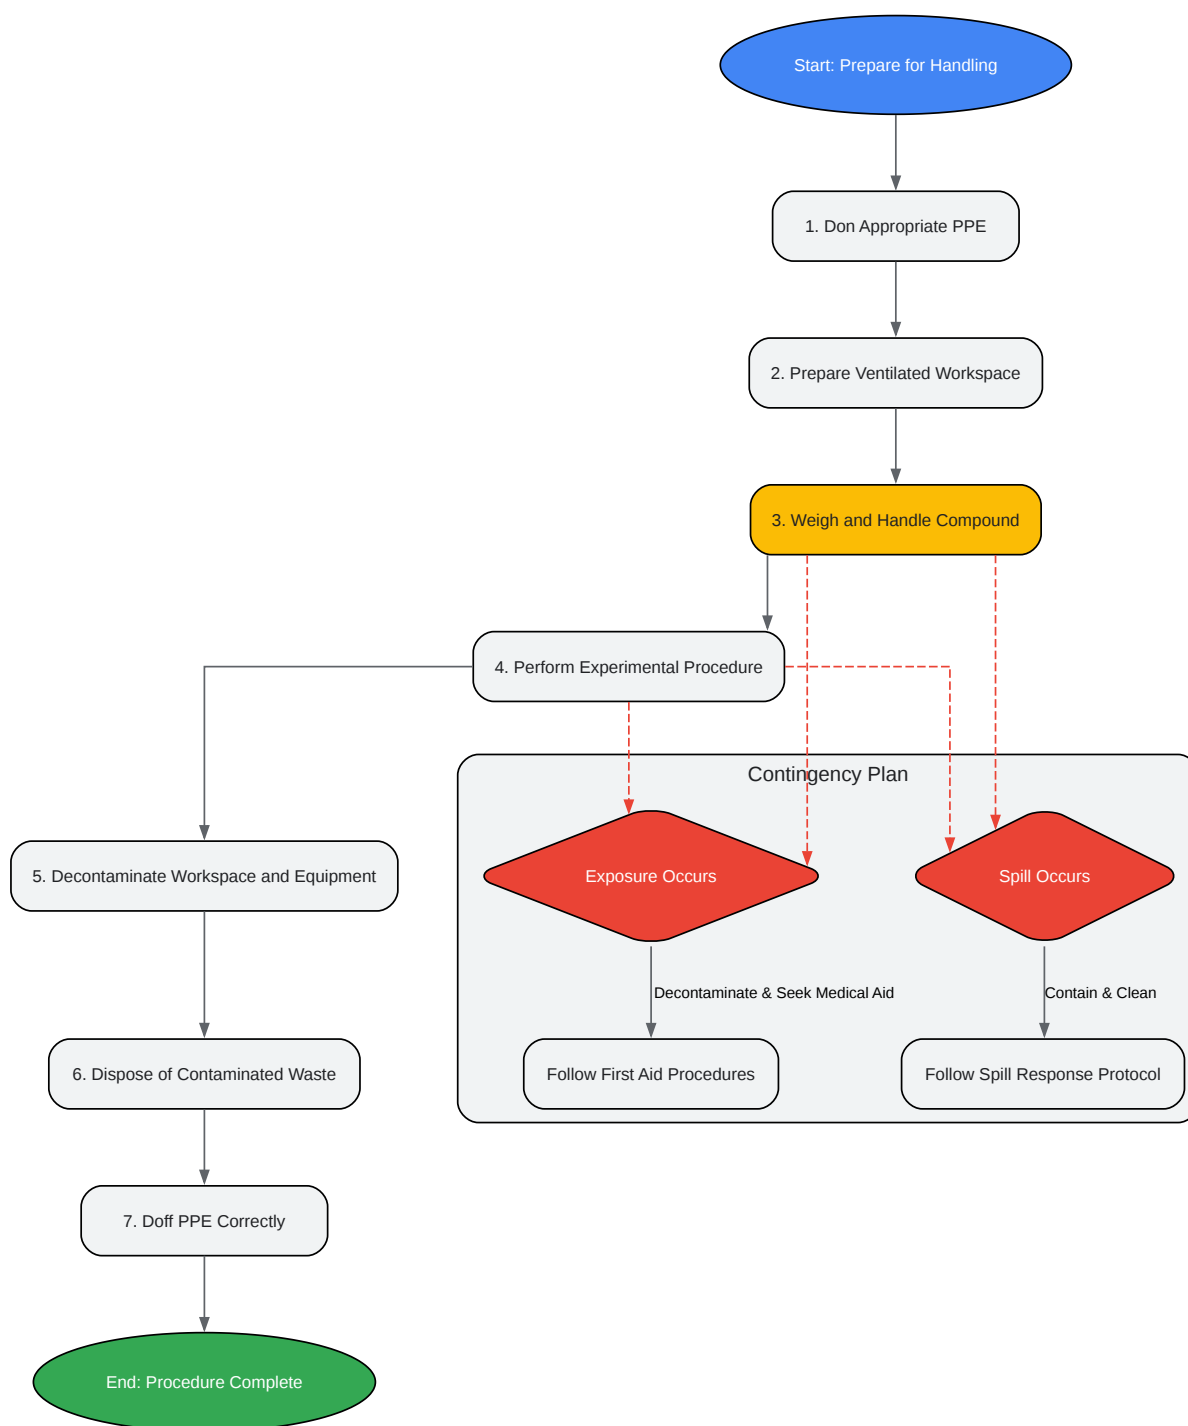 Start: Prepare for Handling
1. Don Appropriate PPE
2. Prepare Ventilated Workspace
3. Weigh and Handle Compound
4. Perform Experimental Procedure
Contingency Plan
5. Decontaminate Workspace and Equipment
Exposure Occurs
Spill Occurs
Decontaminate & Seek Medical Aid
Contain & Clean
6. Dispose of Contaminated Waste
Follow First Aid Procedures
Follow Spill Response Protocol
7. Doff PPE Correctly
End: Procedure Complete